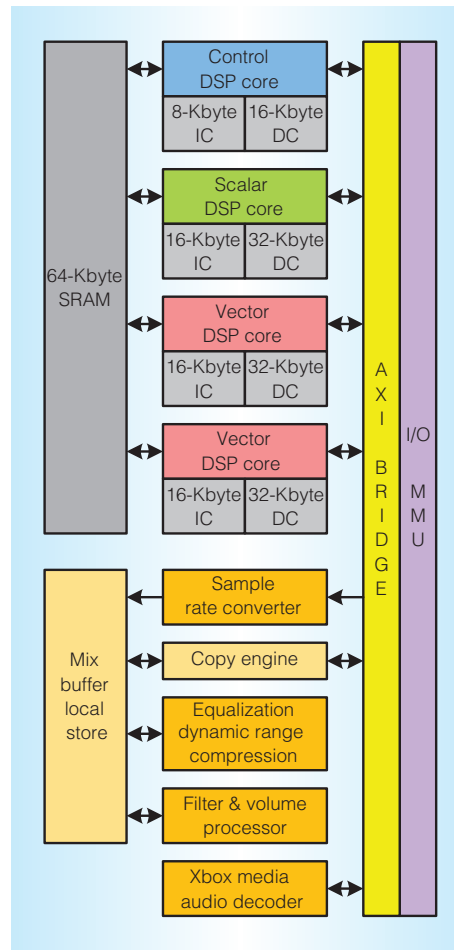 Control
DSP core
8-Kbyte
IC
16-Kbyte
DC
Scalar
DSP core
16-Kbyte
IC
32-Kbyte
DC
64-Kbyte
SRAM
Vector
DSP core
16-Kbyte
IC
32-Kbyte
DC
Vector
DSP core
16-Kbyte
IC
32-Kbyte
DC
AXI BRIDGE
I/O MMU
Mix
buffer
local
store
Sample
rate converter
Copy engine
Equalization
dynamic range
compression
Filter & volume
processor
Xbox media
audio decoder